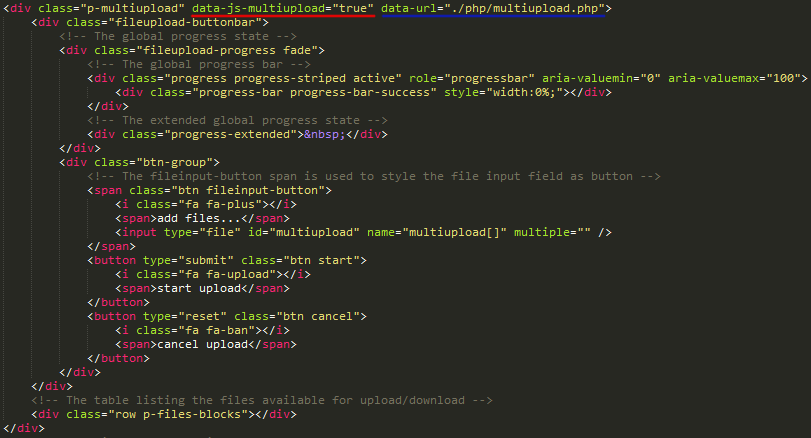 <div class="p-multiupload" data-js-multiupload="true" data-url="./php/multiupload.php">
<div class="fileupload-buttonbar">
<!-- The global progress state -->
<div class="fileupload-progress fade">
<!-- The global progress bar -->
<div class="progress progress-striped active" role="progressbar" aria-valuemin="0" aria-valuemax="100">
<div class="progress-bar progress-bar-success" style="width:0%;"></div>
</div>
<!-- The extended global progress state -->
<div class="progress-extended">&nbsp;</div>
</div>
<div class="btn-group">
<!-- The fileinput-button span is used to style the file input field as button -->
<span class="btn fileinput-button">
<i class="fa fa-plus"></i>
<span>add files...</span>
<input type="file" id="multiupload" name="multiupload[]" multiple="" />
</span>
<button type="submit" class="btn start">
<i class="fa fa-upload"></i>
<span>start upload</span>
</button>
<button type="reset" class="btn cancel">
<i class="fa fa-ban"></i>
<span>cancel upload</span>
</button>
</div>
</div>
<!-- The table listing the files available for upload/download -->
<div class="row p-files-blocks"></div>
</div>